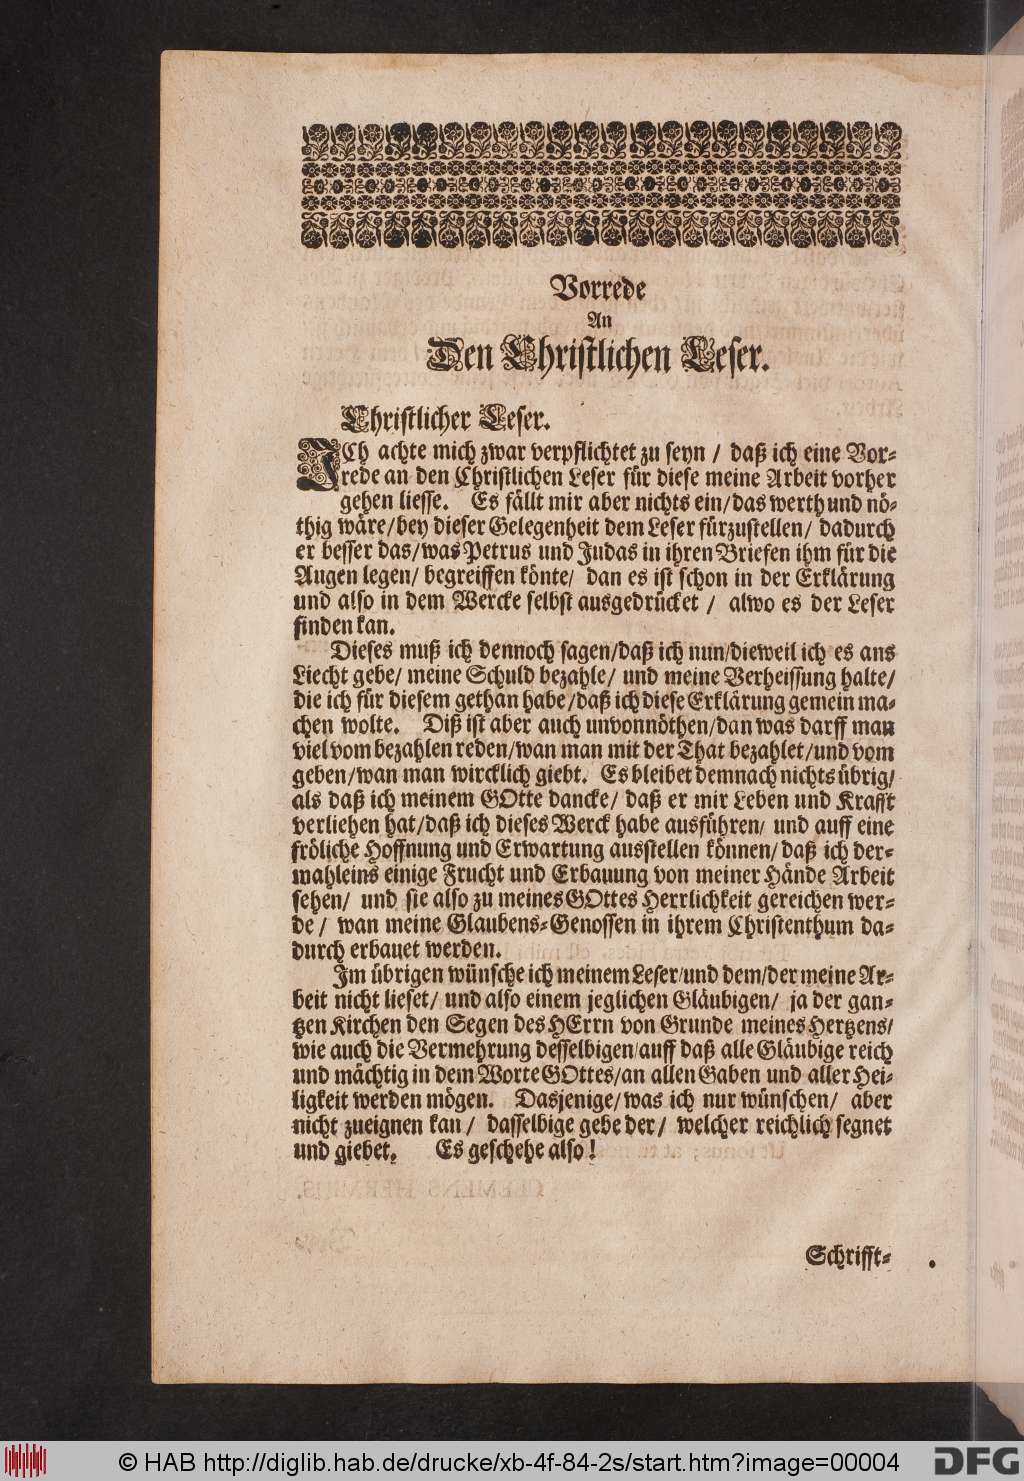 Vorrede
An
Den Christlichen Leser.
Christlicher Leser.
ICh achte mich zwar verpflichtet zu seyn / daß ich eine Vor-
rede an den Christlichen Leser für diese meine Arbeit vorher
gehen liesse. Es fällt mir aber nichts ein/das werth und nö-
thig wäre/bey dieser Gelegenheit dem Leser fürzustellen/ dadurch
er besser das/was Petrus und Judas in ihren Briefen ihm für die
Augen legen/ begreiffen könte/ dan es ist schon in der Erklärung
und also in dem Wercke selbst ausgedrücket / alwo es der Leser
finden kan.
Dieses muß ich dennoch sagen/daß ich nun/dieweil ich es ans
Liecht gebe/ meine Schuld bezahle/ und meine Verheissung halte/
die ich für diesem gethan habe/daß ich diese Erklärung gemein ma-
chen wolte. Diß ist aber auch unvonnöthen/dan was darff man
viel vom bezahlen reden/wan man mit der That bezahlet/und vom
geben/wan man wircklich giebt. Es bleibet demnach nichts übrig/
als daß ich meinem GOtte dancke/ daß er mir Leben und Krafft
verliehen hat/daß ich dieses Werck habe ausführen/ und auff eine
fröliche Hoffnung und Erwartung ausstellen können/ daß ich der-
wahleins einige Frucht und Erbauung von meiner Hände Arbeit
sehen/ und sie also zu meines GOttes Herrlichkeit gereichen wer-
de / wan meine Glaubens-Genossen in ihrem Christenthum da-
durch erbauet werden.
Im übrigen wünsche ich meinem Leser/und dem/der meine Ar-
beit nicht lieset/ und also einem jeglichen Gläubigen/ ja der gan-
tzen Kirchen den Segen des HErrn von Grunde meines Hertzens/
wie auch die Vermehrung desselbigen/auff daß alle Gläubige reich
und mächtig in dem Worte GOttes/an allen Gaben und aller Hei-
ligkeit werden mögen. Dasjenige/was ich nur wünschen/ aber
nicht zueignen kan / dasselbige gebe der/ welcher reichlich segnet
und giebet. Es geschehe also!
Schrifft-
© HAB http://diglib.hab.de/drucke/xb-4f-84-2s/start.htm?image=00004
DFG